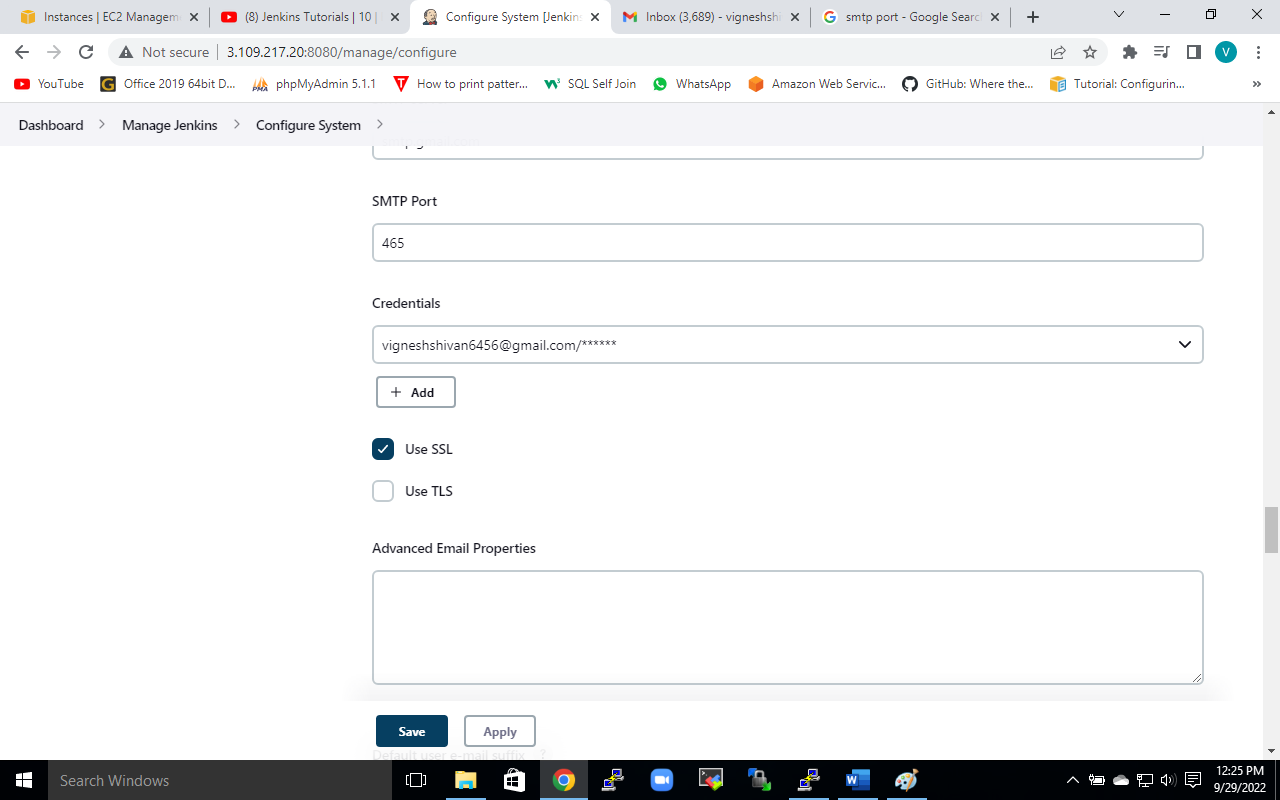 Instances | EC2 Managem
(8) Jenkins Tutorials | 10 |
Configure System [Jenkin
Inbox (3,689) - vigneshshi
smtp port - Google Searc
Not secure
3.109.217.20:8080/manage/configure
V
YouTube
Office 2019 64bit D...
phpMyAdmin 5.1.1
How to print patter...
SQL Self Join
WhatsApp
Amazon Web Servic...
GitHub: Where the...
Tutorial: Configurin...
Dashboard
Manage Jenkins
Configure System
SMTP Port
465
Credentials
vigneshshivan6456@gmail.com/******
+ Add
Use SSL
Use TLS
Advanced Email Properties
Save
Apply
Default user e-mail suffix ?
Search Windows
12:25 PM
9/29/2022